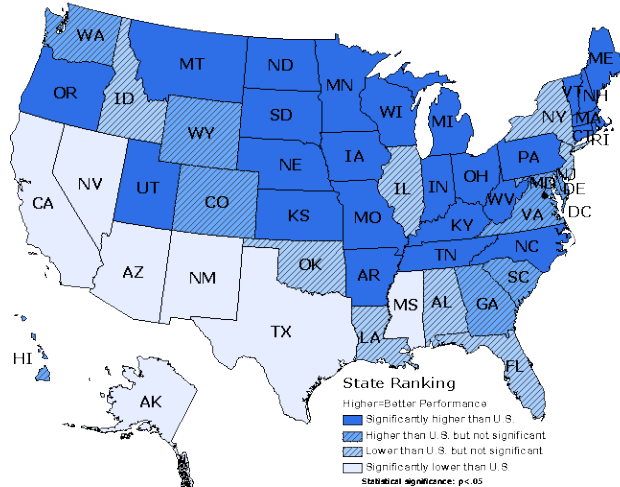 WA
MT
ND
MN
ME
VT
NH
OR
ID
SD
WI
MI
NY
MA
CT
RI
WY
IA
PA
NJ
NE
IL
IN
OH
MD
DE
NV
UT
CO
WV
VA
DC
CA
KS
MO
KY
NC
TN
OK
AZ
NM
AR
SC
MS
AL
GA
TX
LA
FL
HI
AK
State Ranking
Higher=Better Performance
Significantly higher than U.S.
Higher than U.S. but not significant
Lower than U.S. but not significant
Significantly lower than U.S.
Statistical significance: p<.05